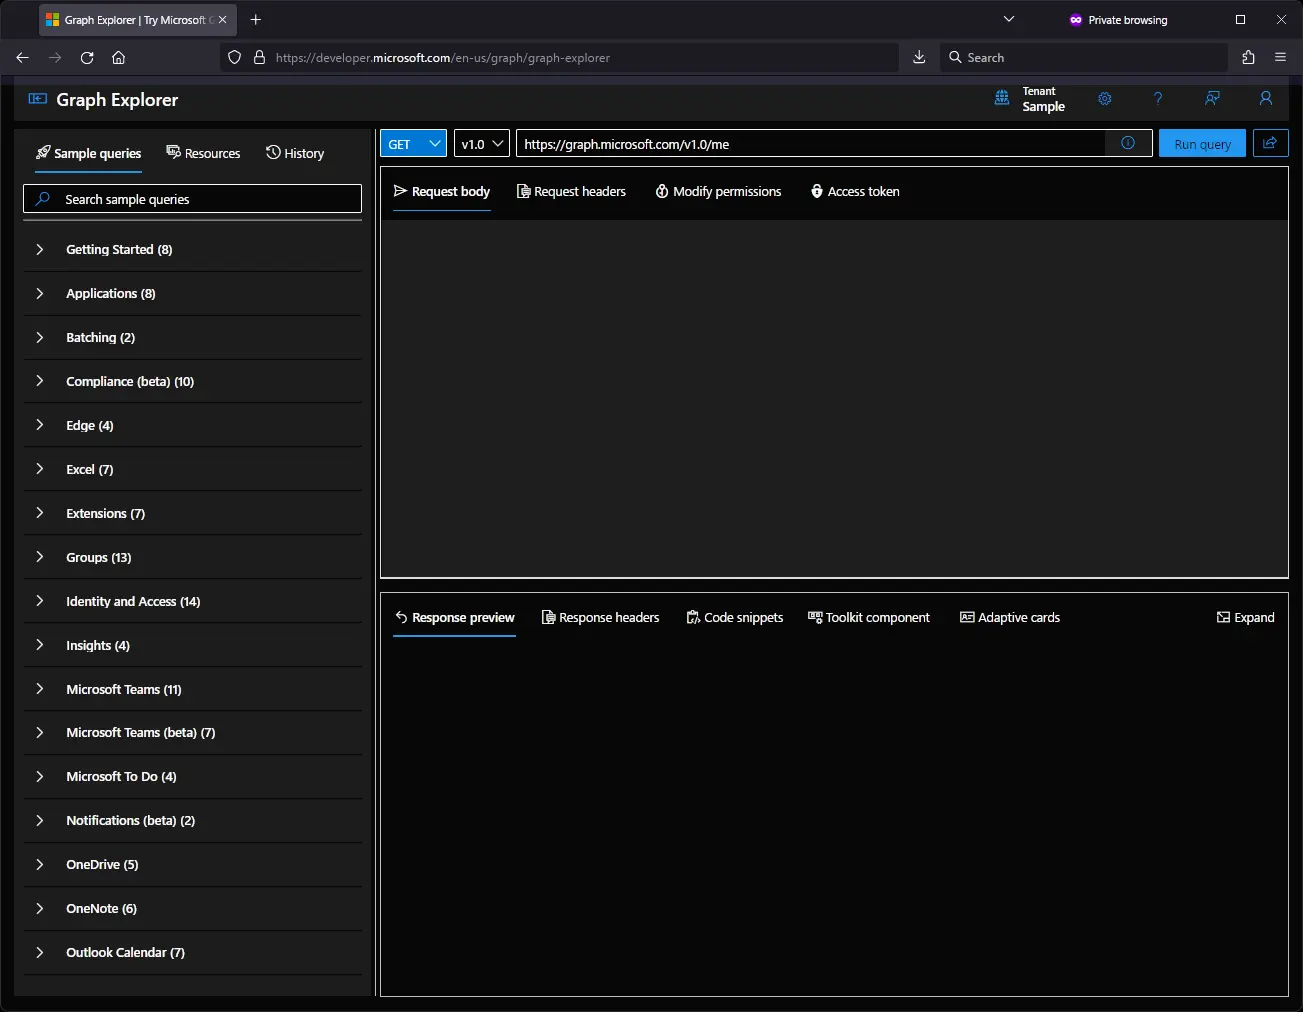 Graph Explorer | Try Microsoft G
Private browsing
https://developer.microsoft.com/en-us/graph/graph-explorer
Search
Graph Explorer
Tenant
Sample
Sample queries
Resources
History
GET
v1.0
https://graph.microsoft.com/v1.0/me
Run query
Search sample queries
Request body
Request headers
Modify permissions
Access token
Getting Started (8)
Applications (8)
Batching (2)
Compliance (beta) (10)
Edge (4)
Excel (7)
Extensions (7)
Groups (13)
Identity and Access (14)
Insights (4)
Microsoft Teams (11)
Microsoft Teams (beta) (7)
Microsoft To Do (4)
Notifications (beta) (2)
OneDrive (5)
OneNote (6)
Outlook Calendar (7)
Response preview
Response headers
Code snippets
Toolkit component
Adaptive cards
Expand